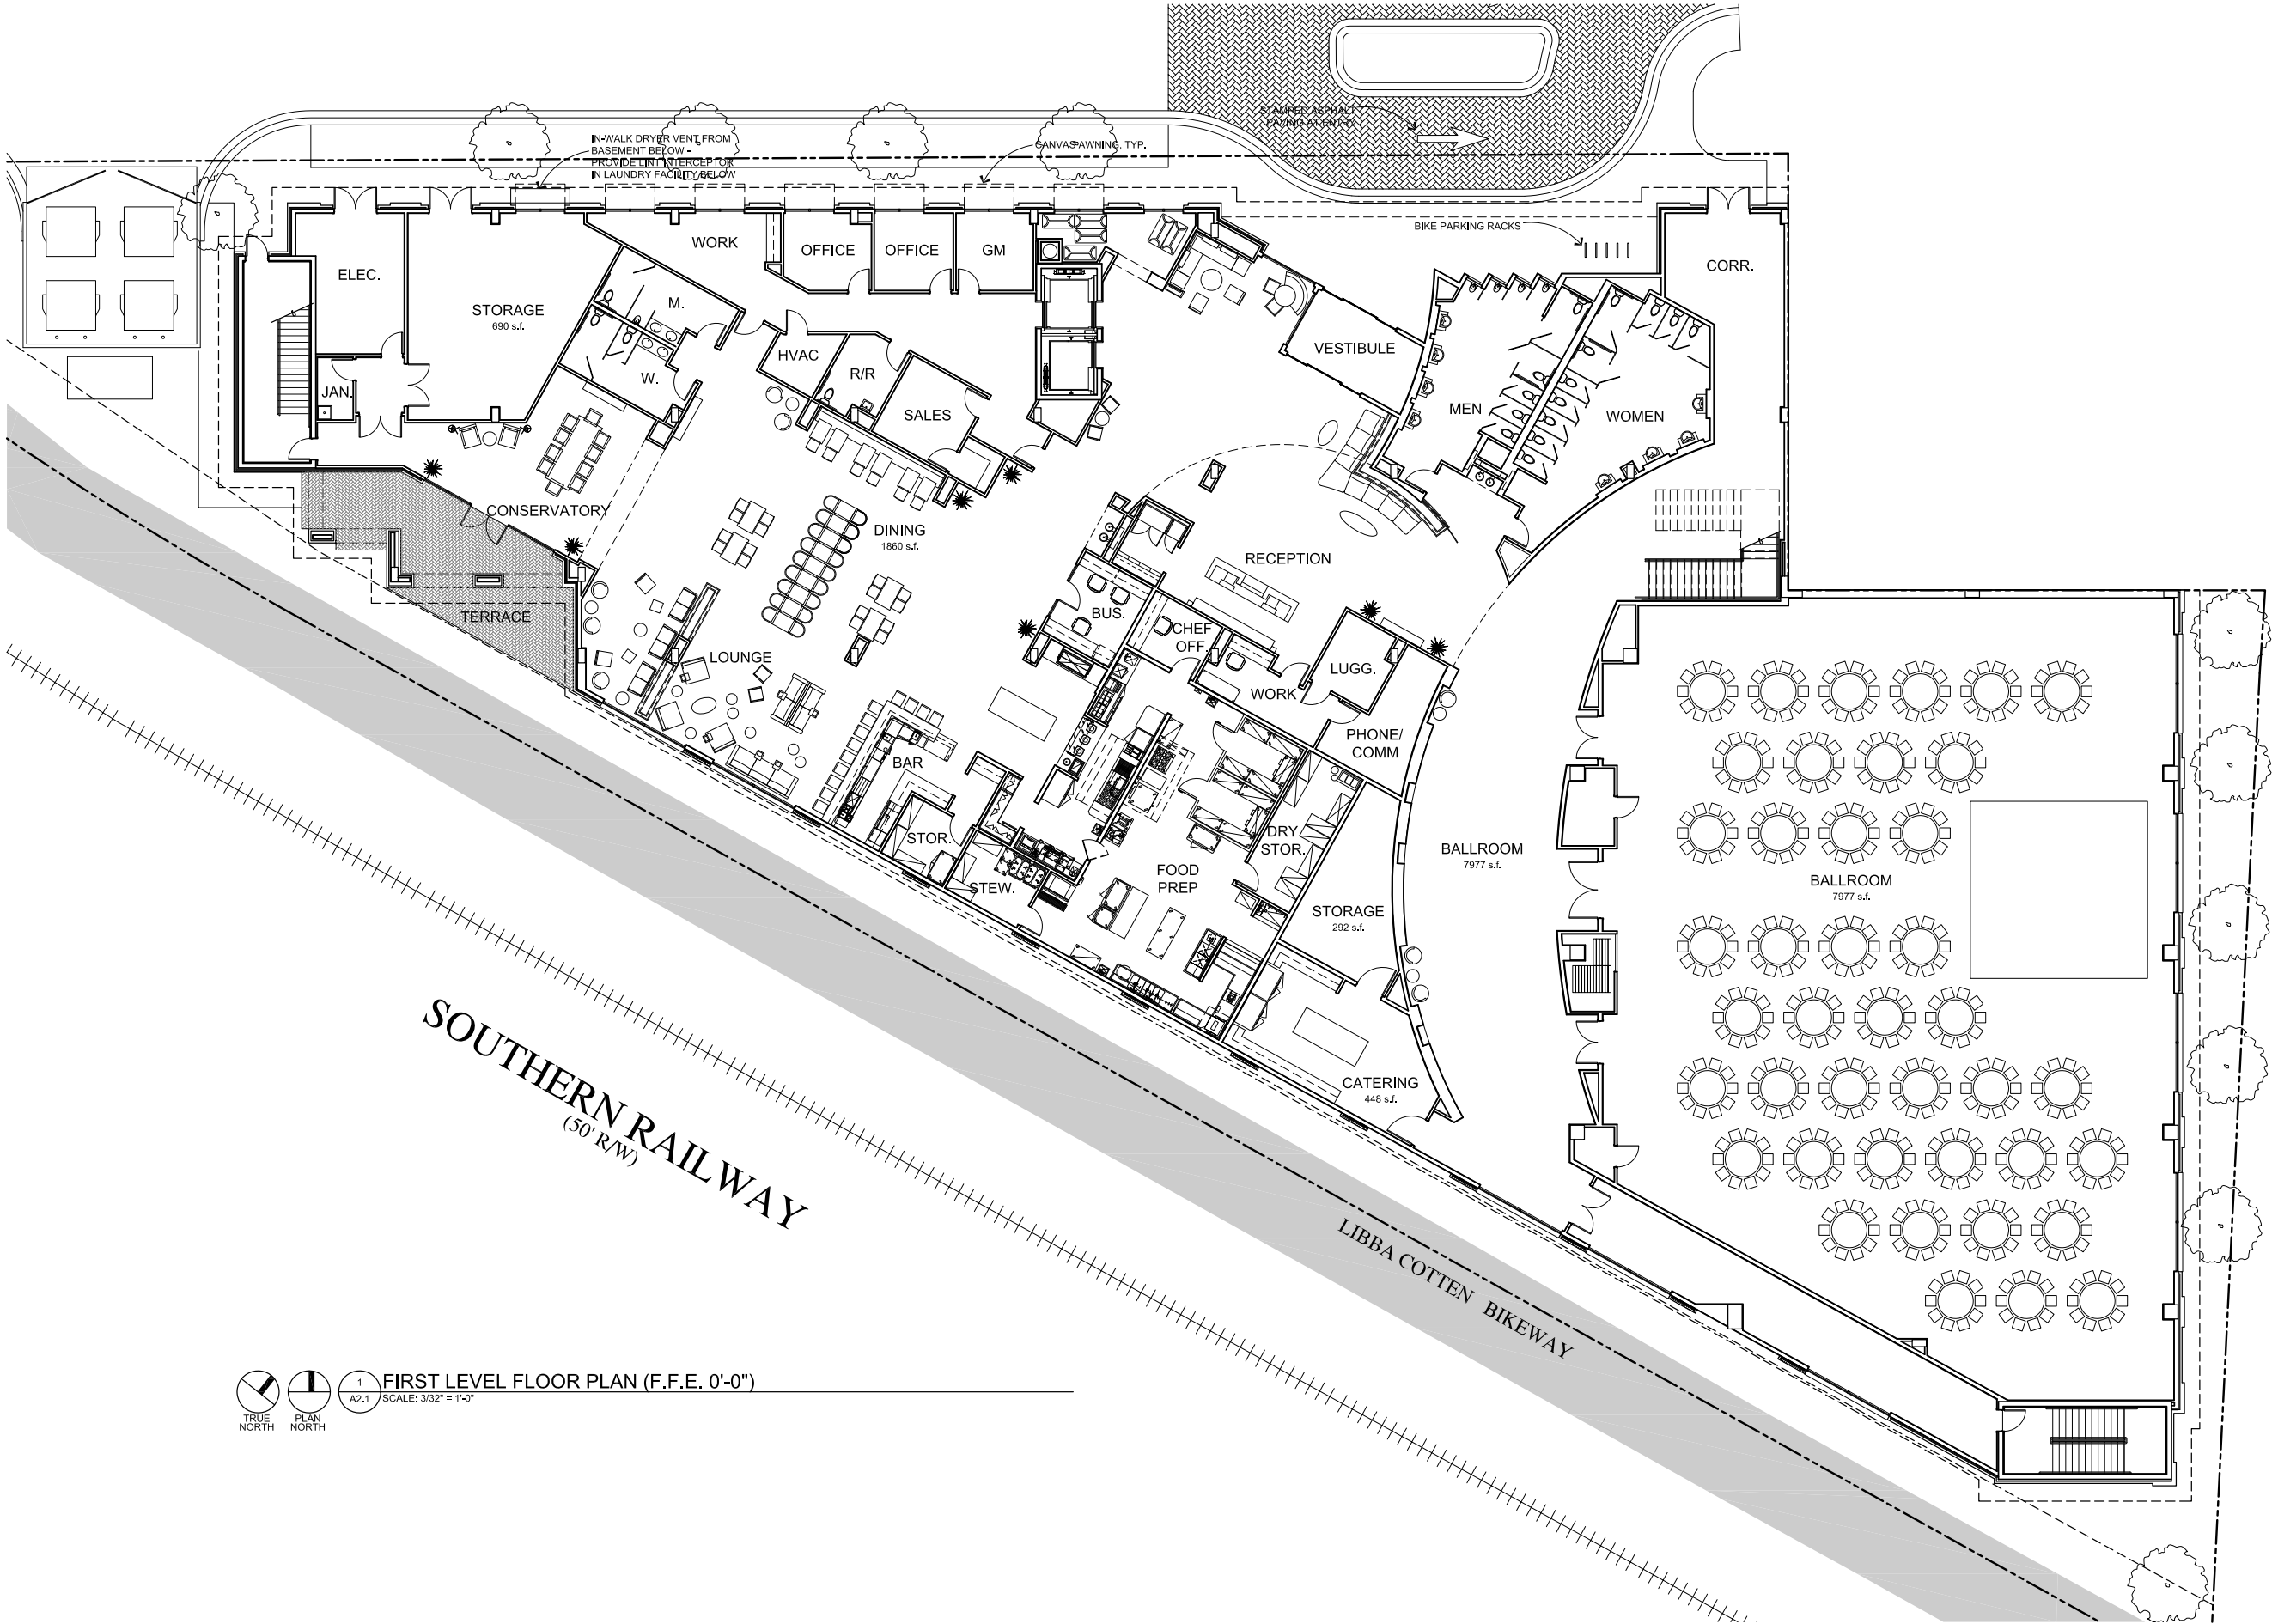 STAMPED ASPHALT
PAVING AT ENTRY
IN-WALK DRYER VENT FROM
BASEMENT BELOW -
PROVIDE LINT INTERCEPTOR
IN LAUNDRY FACILITY BELOW
CANVAS AWNING, TYP.
BIKE PARKING RACKS
WORK
OFFICE
OFFICE
GM
CORR.
ELEC.
STORAGE
690 s.f.
M.
HVAC
VESTIBULE
R/R
W.
JAN.
SALES
MEN
WOMEN
CONSERVATORY
DINING
1860 s.f.
RECEPTION
TERRACE
BUS.
CHEF
OFF.
LOUNGE
LUGG.
WORK
PHONE/
COMM
BAR
STOR.
DRY
STOR.
BALLROOM
7977 s.f.
FOOD
PREP
STEW.
BALLROOM
7977 s.f.
STORAGE
292 s.f.
CATERING
448 s.f.
SOUTHERN RAILWAY
(50' R/W)
LIBBA COTTEN BIKEWAY
TRUE
NORTH
PLAN
NORTH
1
A2.1
FIRST LEVEL FLOOR PLAN (F.F.E. 0'-0")
SCALE: 3/32" = 1'-0"